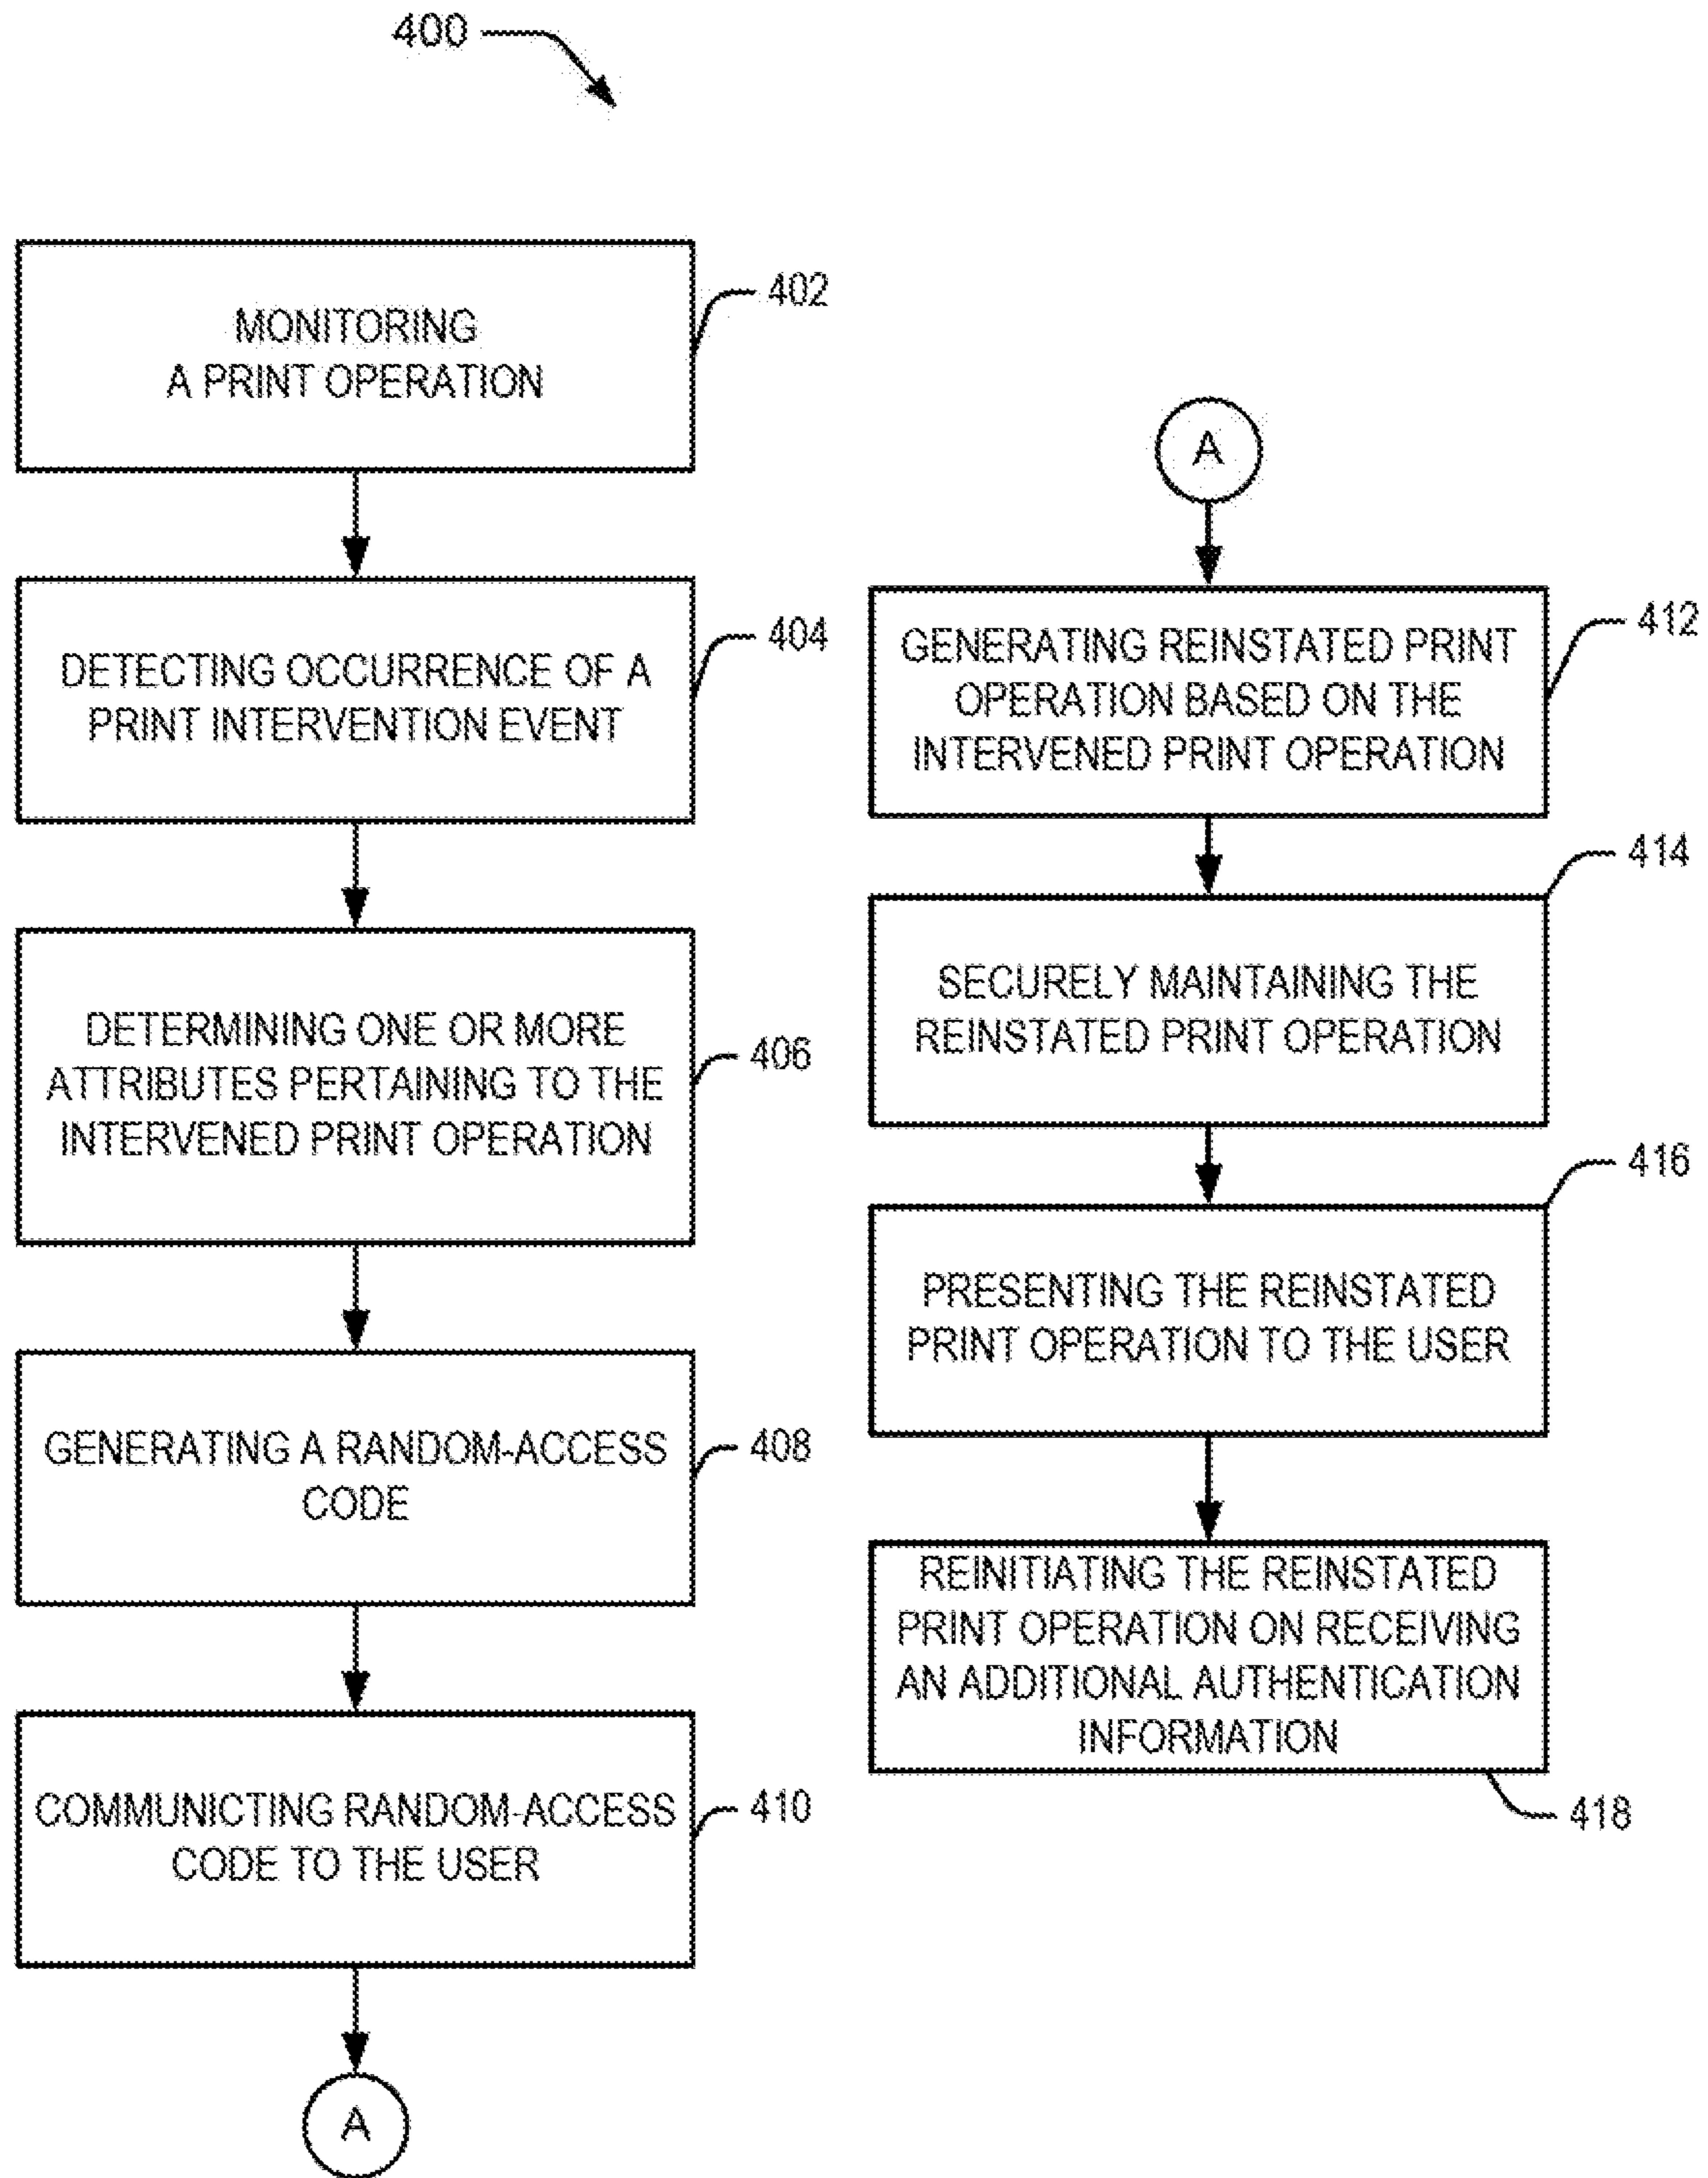 400
MONITORING
A PRINT OPERATION
402
DETECTING OCCURRENCE OF A
PRINT INTERVENTION EVENT
404
DETERMINING ONE OR MORE
ATTRIBUTES PERTAINING TO THE
INTERVENED PRINT OPERATION
406
GENERATING A RANDOM-ACCESS
CODE
408
COMMUNICTING RANDOM-ACCESS
CODE TO THE USER
410
A
A
GENERATING REINSTATED PRINT
OPERATION BASED ON THE
INTERVENED PRINT OPERATION
412
SECURELY MAINTAINING THE
REINSTATED PRINT OPERATION
414
PRESENTING THE REINSTATED
PRINT OPERATION TO THE USER
416
REINITIATING THE REINSTATED
PRINT OPERATION ON RECEIVING
AN ADDITIONAL AUTHENTICATION
INFORMATION
418